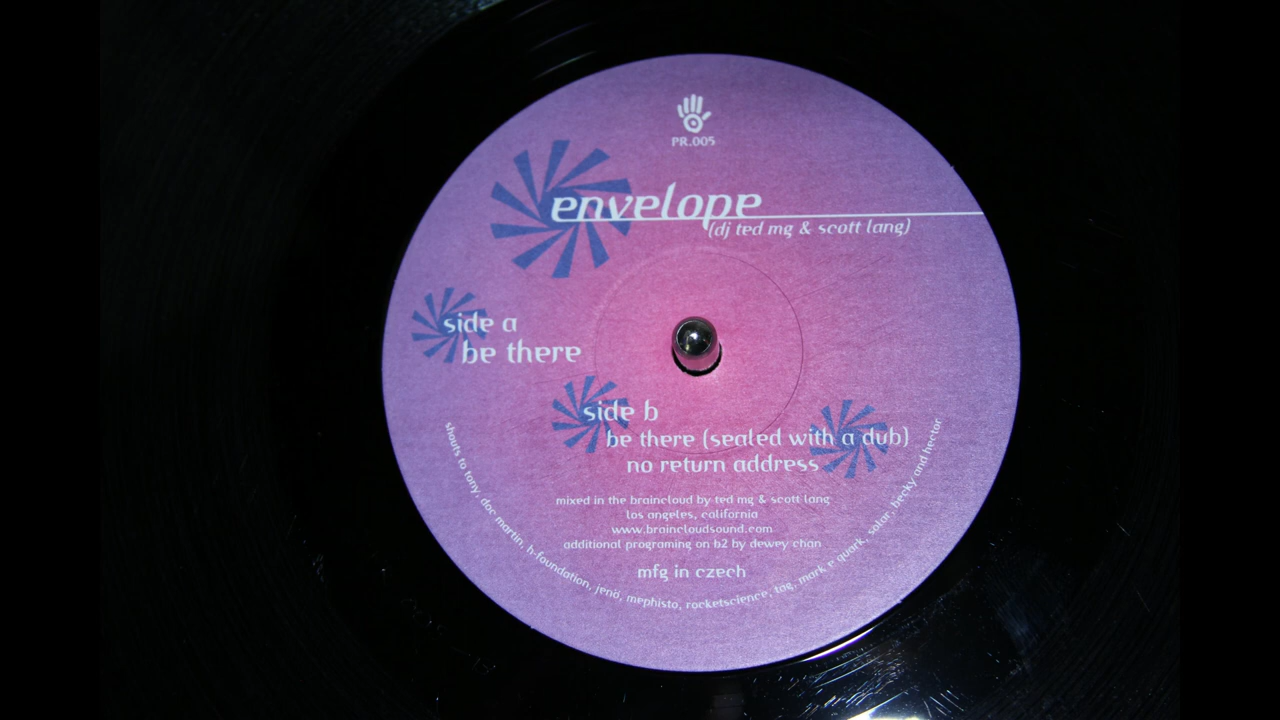 PR.005
envelope
(dj ted mg & scott lang)
side a
be there
side b
be there (sealed with a dub)
no return address
mixed in the braincloud by ted mg & scott lang
los angeles, california
www.braincloudsound.com
additional programing on b2 by dewey chan
mfg in czech
shouts to tony, doc martin, h-foundation, jenö, mephisto, rocketscience, tag, mark e quark, solar, becky and hector